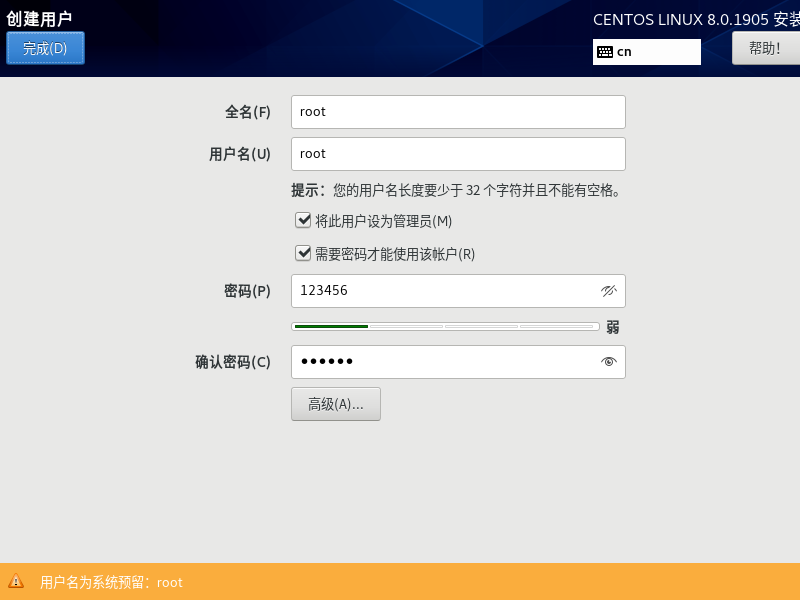 创建用户
CENTOS LINUX 8.0.1905 安装
完成(D)
cn
帮助!
全名(F)
root
用户名(U)
root
提示：您的用户名长度要少于 32 个字符并且不能有空格。
将此用户设为管理员(M)
需要密码才能使用该帐户(R)
密码(P)
123456
弱
确认密码(C)
••••••
高级(A)...
用户名为系统预留：root